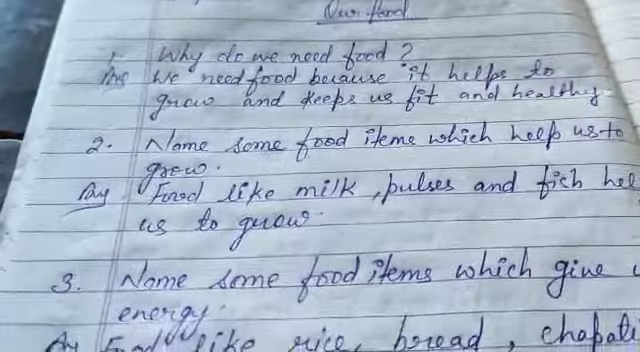 Our food
1. Why do we need food ?
Ans We need food because it helps to
grow and keeps us fit and healthy
2. Name some food items which help us to
grow.
Ans Food like milk , pulses and fish hel
us to grow.
3. Name some food items which give u
energy.
An Food like rice, bread , chapati